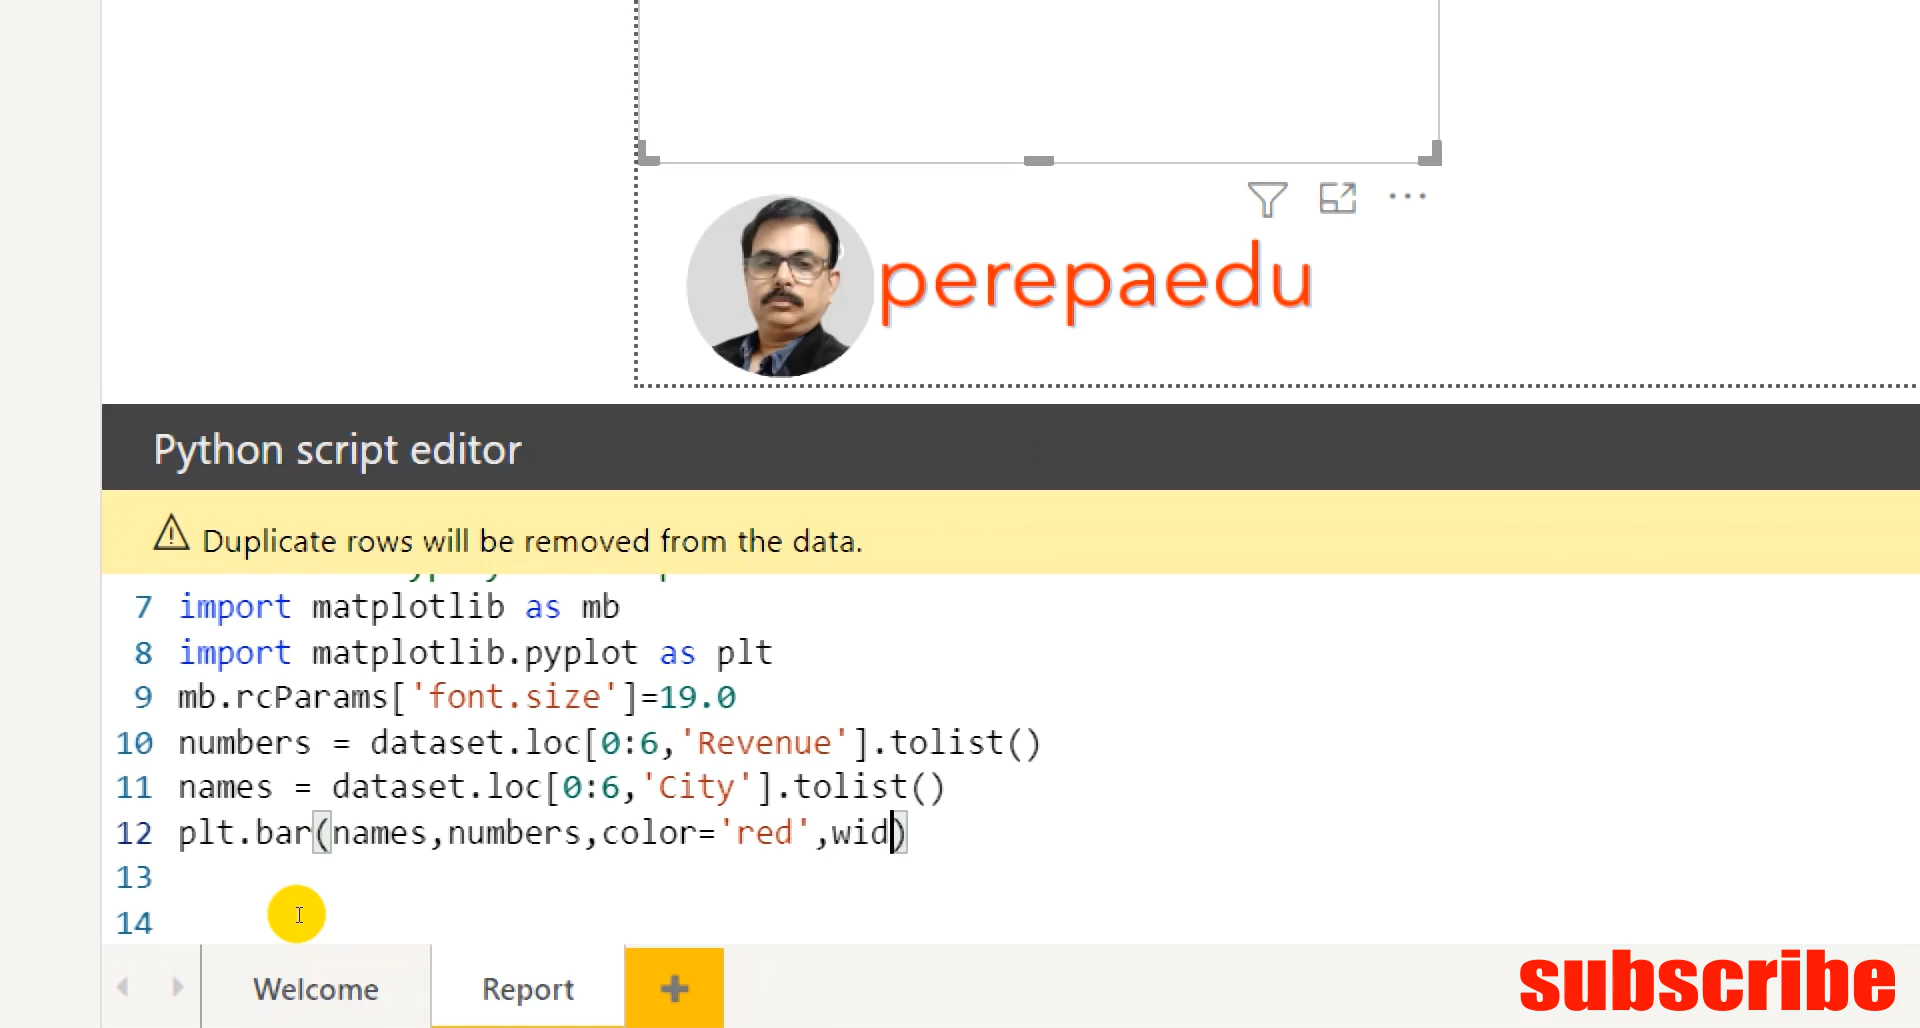 perepaedu
Python script editor
Duplicate rows will be removed from the data.
7 import matplotlib as mb
8 import matplotlib.pyplot as plt
9 mb.rcParams['font.size']=19.0
10 numbers = dataset.loc[0:6,'Revenue'].tolist()
11 names = dataset.loc[0:6,'City'].tolist()
12 plt.bar(names,numbers,color='red',wid)
13
14
Welcome Report +
subscribe